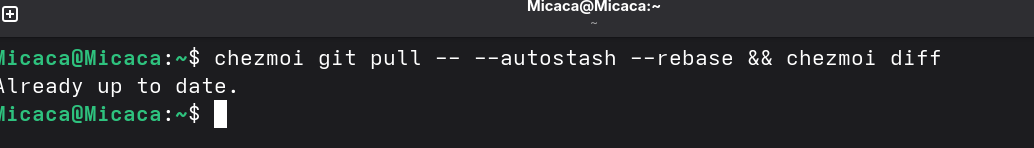 Micaca@Micaca:~
~
Micaca@Micaca:~$ chezmoi git pull -- --autostash --rebase && chezmoi diff
Already up to date.
Micaca@Micaca:~$